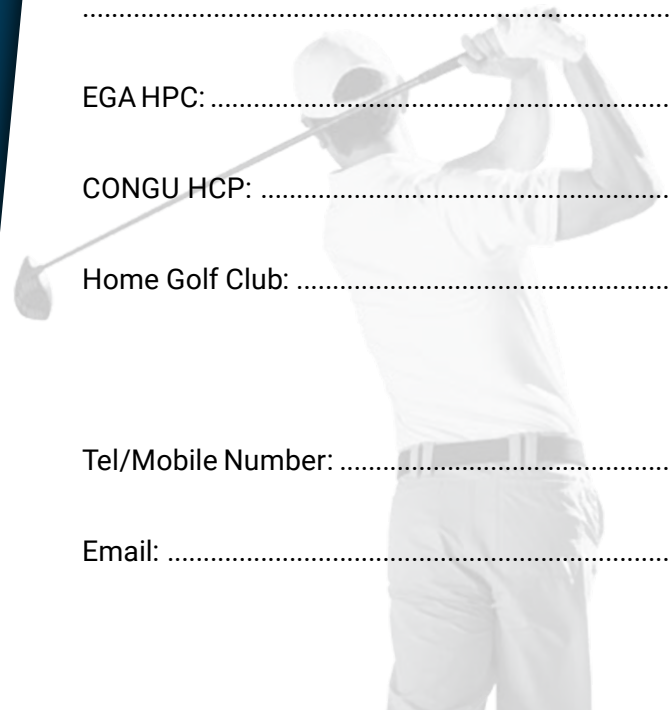 ...............................................................................
EGA HPC: ...............................................................
CONGU HCP: ........................................................
Home Golf Club: ...................................................
Tel/Mobile Number: .............................................
Email: .....................................................................